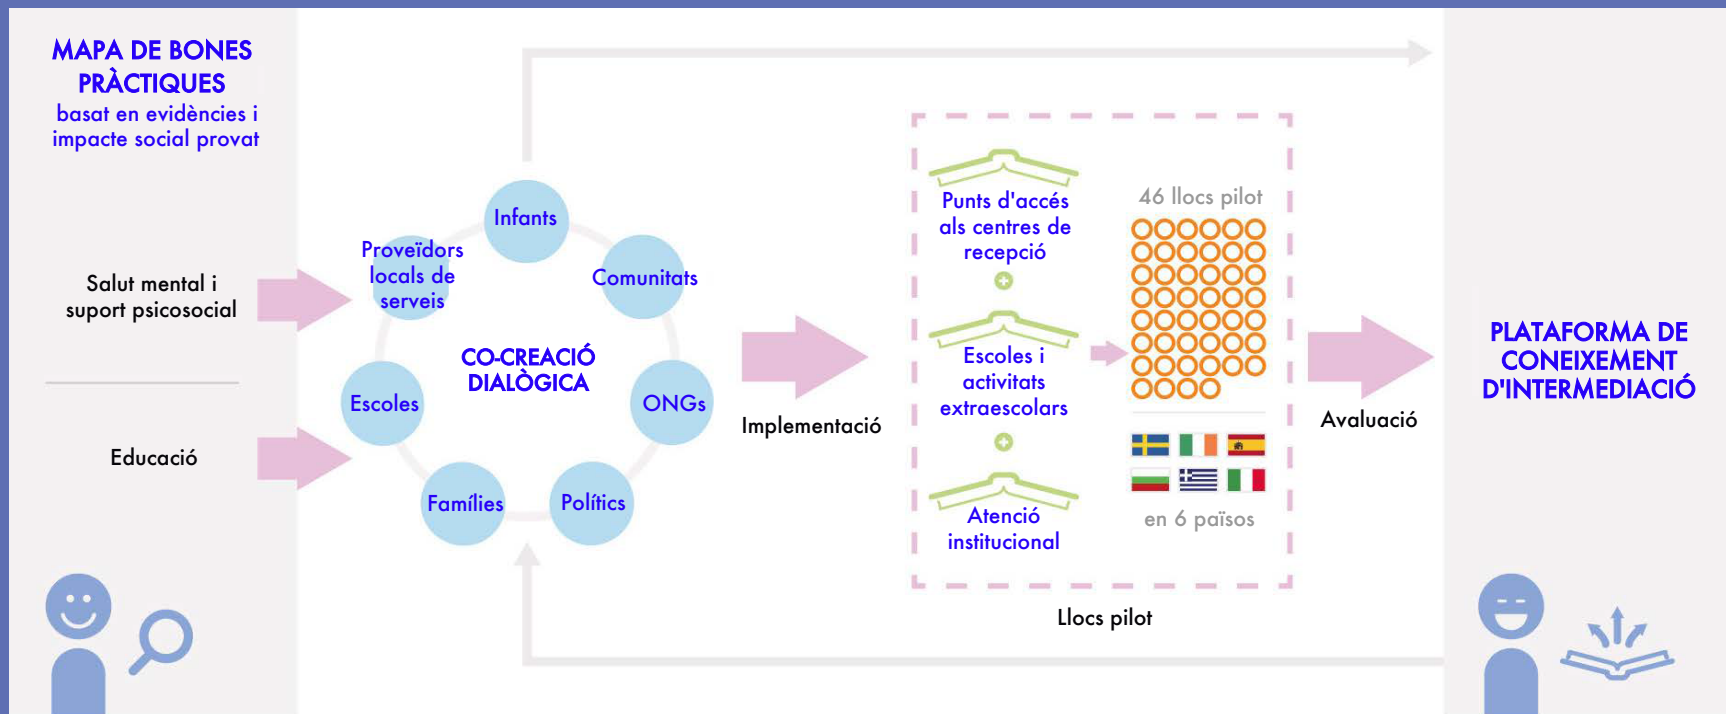 MAPA DE BONES
PRÀCTIQUES
basat en evidències i
impacte social provat
Salut mental i
suport psicosocial
Educació
Infants
Proveïdors
locals de
serveis
Comunitats
CO-CREACIÓ
DIALÒGICA
Escoles
ONGs
Famílies
Polítics
Implementació
Punts d'accés
als centres de
recepció
Escoles i
activitats
extraescolars
Atenció
institucional
46 llocs pilot
en 6 països
Llocs pilot
Avaluació
PLATAFORMA DE
CONEIXEMENT
D'INTERMEDIACIÓ